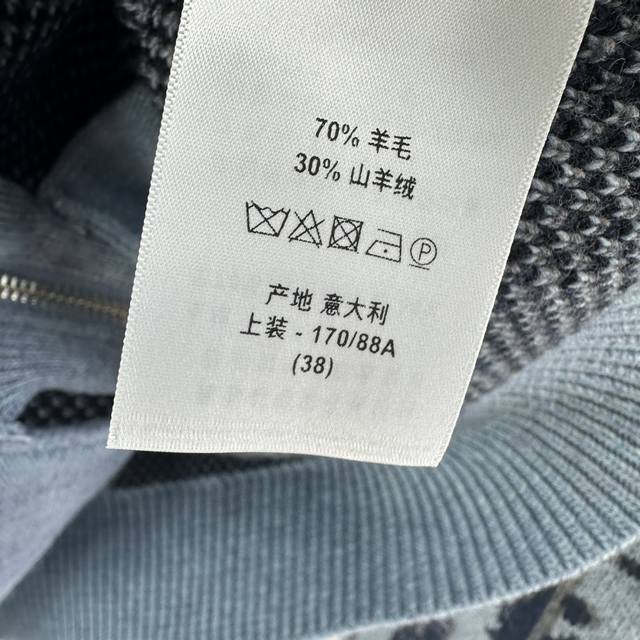 70% 羊毛
30% 山羊绒
P
产地 意大利
上装 - 170/88A
(38)